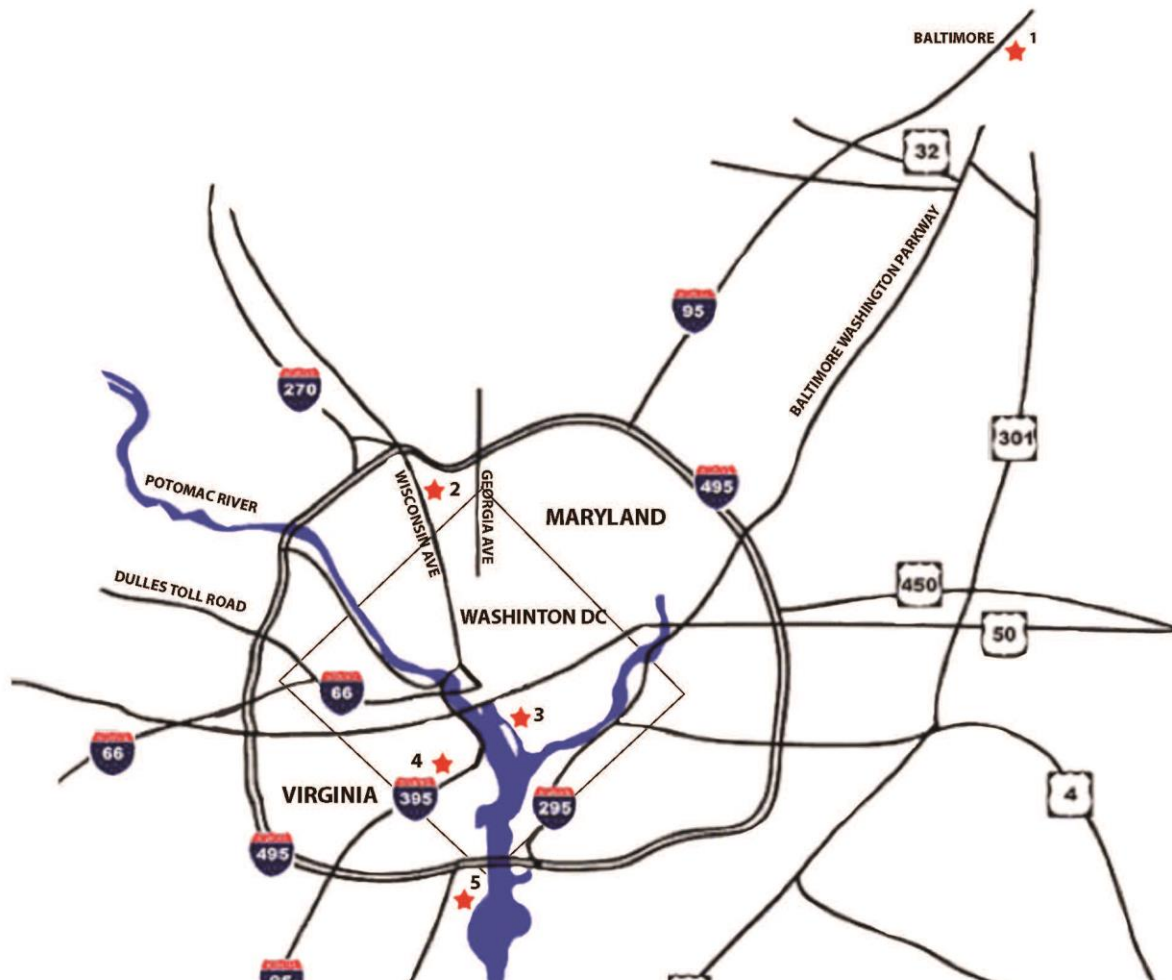 BALTIMORE 1
32
BALTIMORE WASHINGTON PARKWAY
95
270
301
POTOMAC RIVER
WISCONSIN AVE
2
GEORGIA AVE
495
MARYLAND
DULLES TOLL ROAD
450
WASHINTON DC
50
66
3
66
4
VIRGINIA
395
295
4
495
5